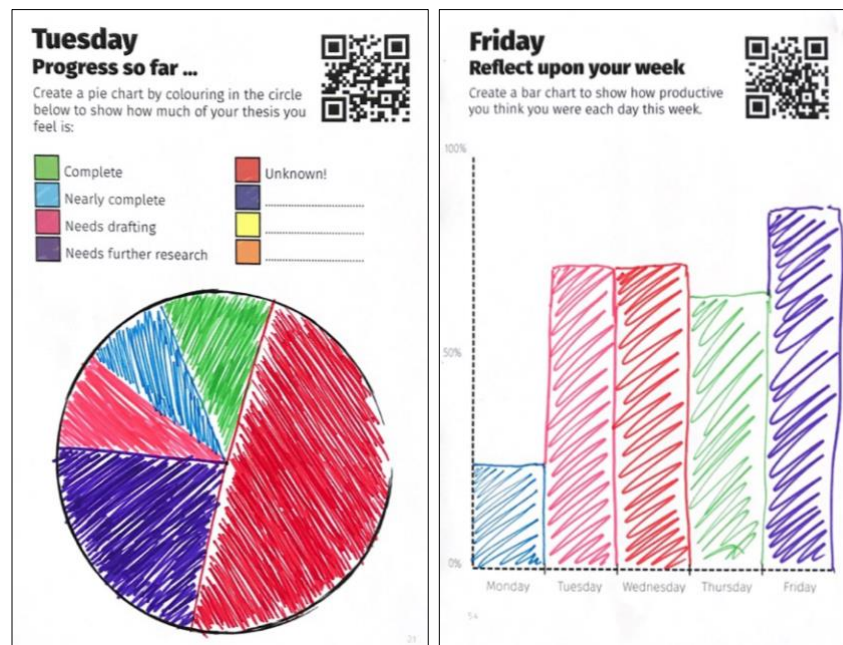 Tuesday
Progress so far ...
Create a pie chart by colouring in the circle
below to show how much of your thesis you
feel is:
Complete
Nearly complete
Needs drafting
Needs further research
Unknown!
Friday
Reflect upon your week
Create a bar chart to show how productive
you think you were each day this week.
100%
50%
0%
Monday Tuesday Wednesday Thursday Friday
54